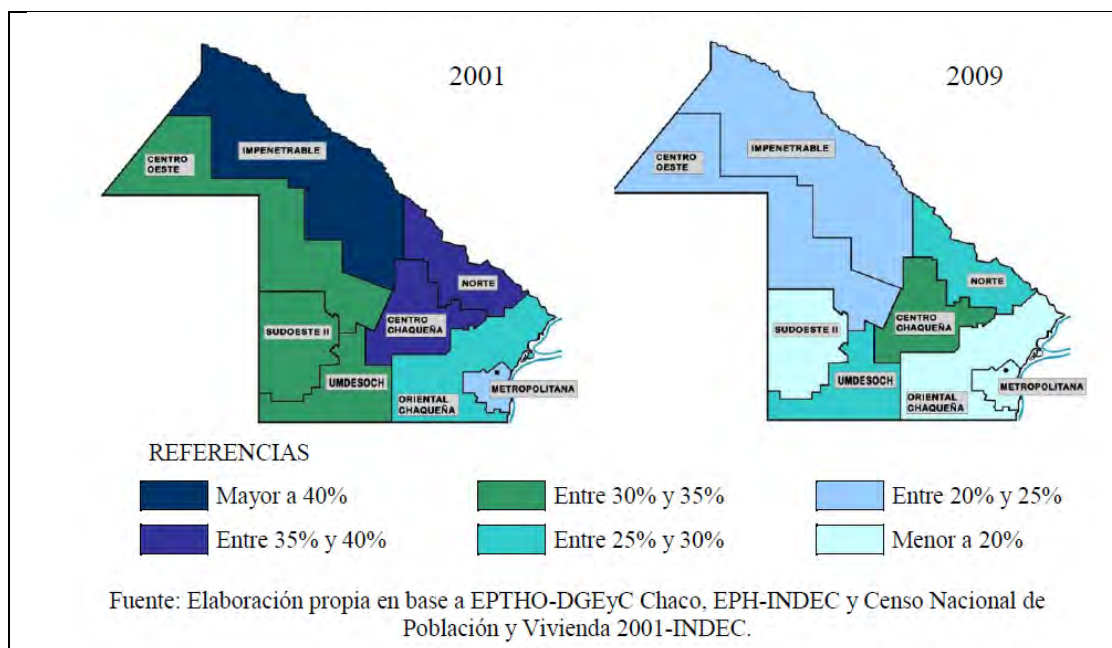 2001
2009
CENTRO
OESTE
IMPENETRABLE
NORTE
CENTRO
CHAQUEÑA
SUDOESTE II
UMDESOCH
ORIENTAL
CHAQUEÑA
METROPOLITANA
CENTRO
OESTE
IMPENETRABLE
NORTE
CENTRO
CHAQUEÑA
SUDOESTE II
UMDESOCH
ORIENTAL
CHAQUEÑA
METROPOLITANA
REFERENCIAS
Mayor a 40%
Entre 30% y 35%
Entre 20% y 25%
Entre 35% y 40%
Entre 25% y 30%
Menor a 20%
Fuente: Elaboración propia en base a EPTHO-DGEyC Chaco, EPH-INDEC y Censo Nacional de
Población y Vivienda 2001-INDEC.